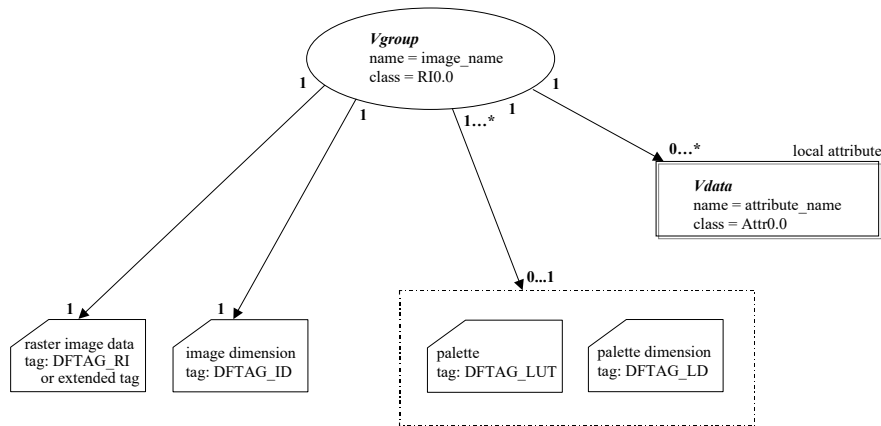 Vgroup
name = image_name
class = RI0.0
1
1
1…*
1
1
0…*
local attribute
Vdata
name = attribute_name
class = Attr0.0
1
1
0...1
raster image data
tag: DFTAG_RI
or extended tag
image dimension
tag: DFTAG_ID
palette
tag: DFTAG_LUT
palette dimension
tag: DFTAG_LD